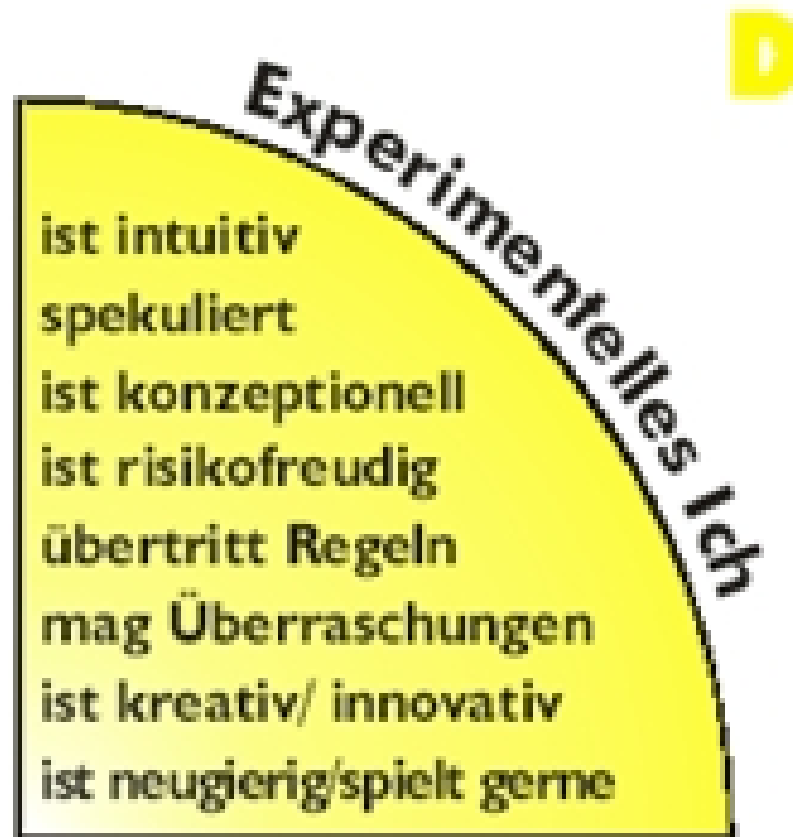 D
Experimentelles Ich
ist intuitiv
spekuliert
ist konzeptionell
ist risikofreudig
übertritt Regeln
mag Überraschungen
ist kreativ/ innovativ
ist neugierig/spielt gerne